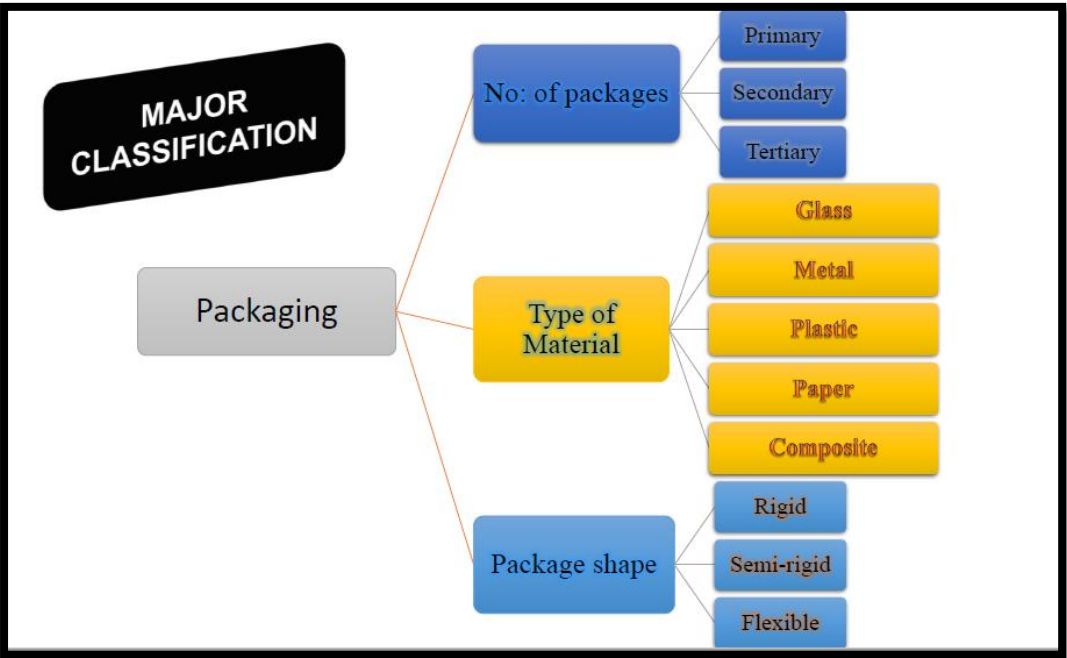 MAJOR
CLASSIFICATION
Packaging
No: of packages
Primary
Secondary
Tertiary
Type of
Material
Glass
Metal
Plastic
Paper
Composite
Package shape
Rigid
Semi-rigid
Flexible